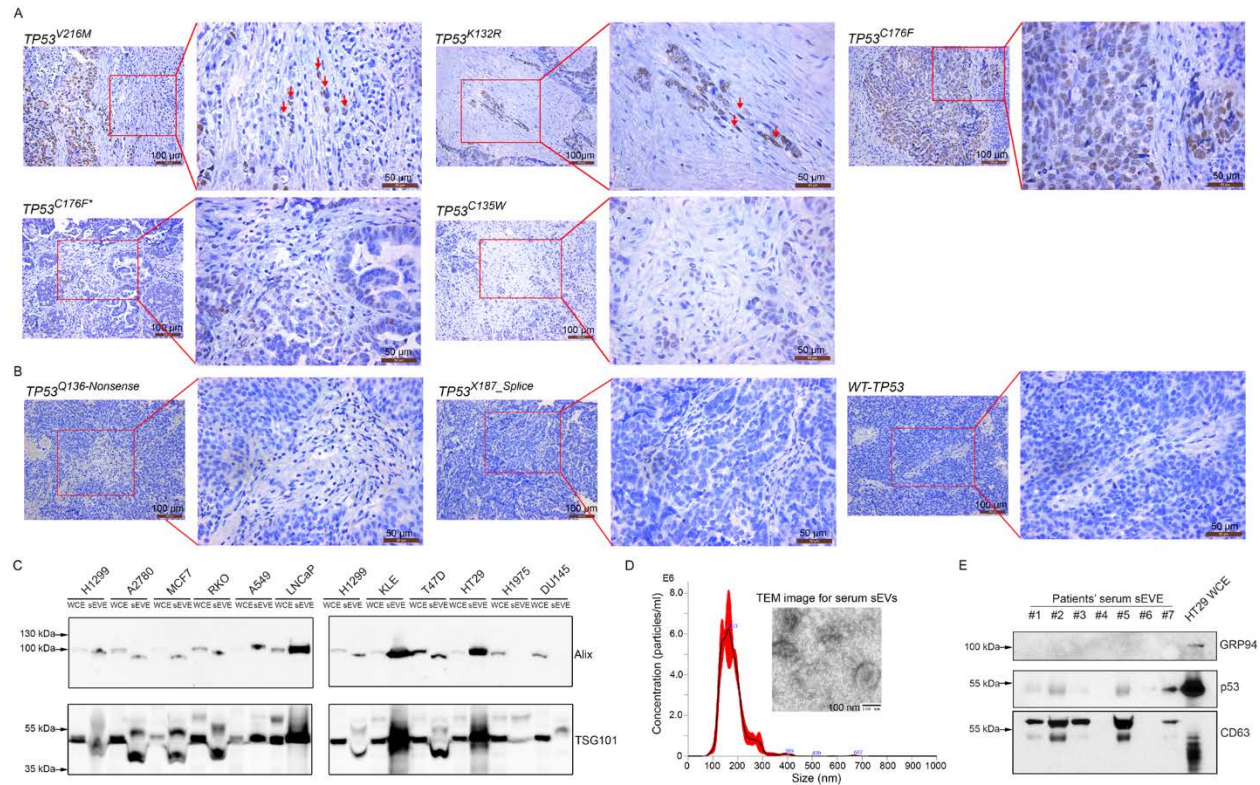 A
TP53V216M
100 µm
50 µm
TP53K132R
100µm
50 µm
TP53C176F
100 µm
50 µm
TP53C176F*
100 µm
50 µm
TP53C135W
100 µm
50 µm
B
TP53Q136-Nonsense
100 µm
50 µm
TP53X187_Splice
100 µm
50 µm
WT-TP53
100 µm
50 µm
C
H1299 A2780 MCF7 RKO A549 LNCaP
WCE sEVE WCE sEVE WCE sEVE WCE sEVE WCE sEVE WCE sEVE
H1299 KLE T47D HT29 H1975 DU145
WCE sEVE WCE sEVE WCE sEVE WCE sEVE WCE sEVE WCE sEVE
130 kDa
100 kDa
Alix
55 kDa
35 kDa
TSG101
D
E6
8.0
6.0
4.0
2.0
0
Concentration (particles/ml)
TEM image for serum sEVs
100 nm
0 100 200 300 400 500 600 700 800 900 1000
Size (nm)
E
Patients' serum sEVE
#1 #2 #3 #4 #5 #6 #7
HT29 WCE
100 kDa
GRP94
55 kDa
p53
55 kDa
CD63